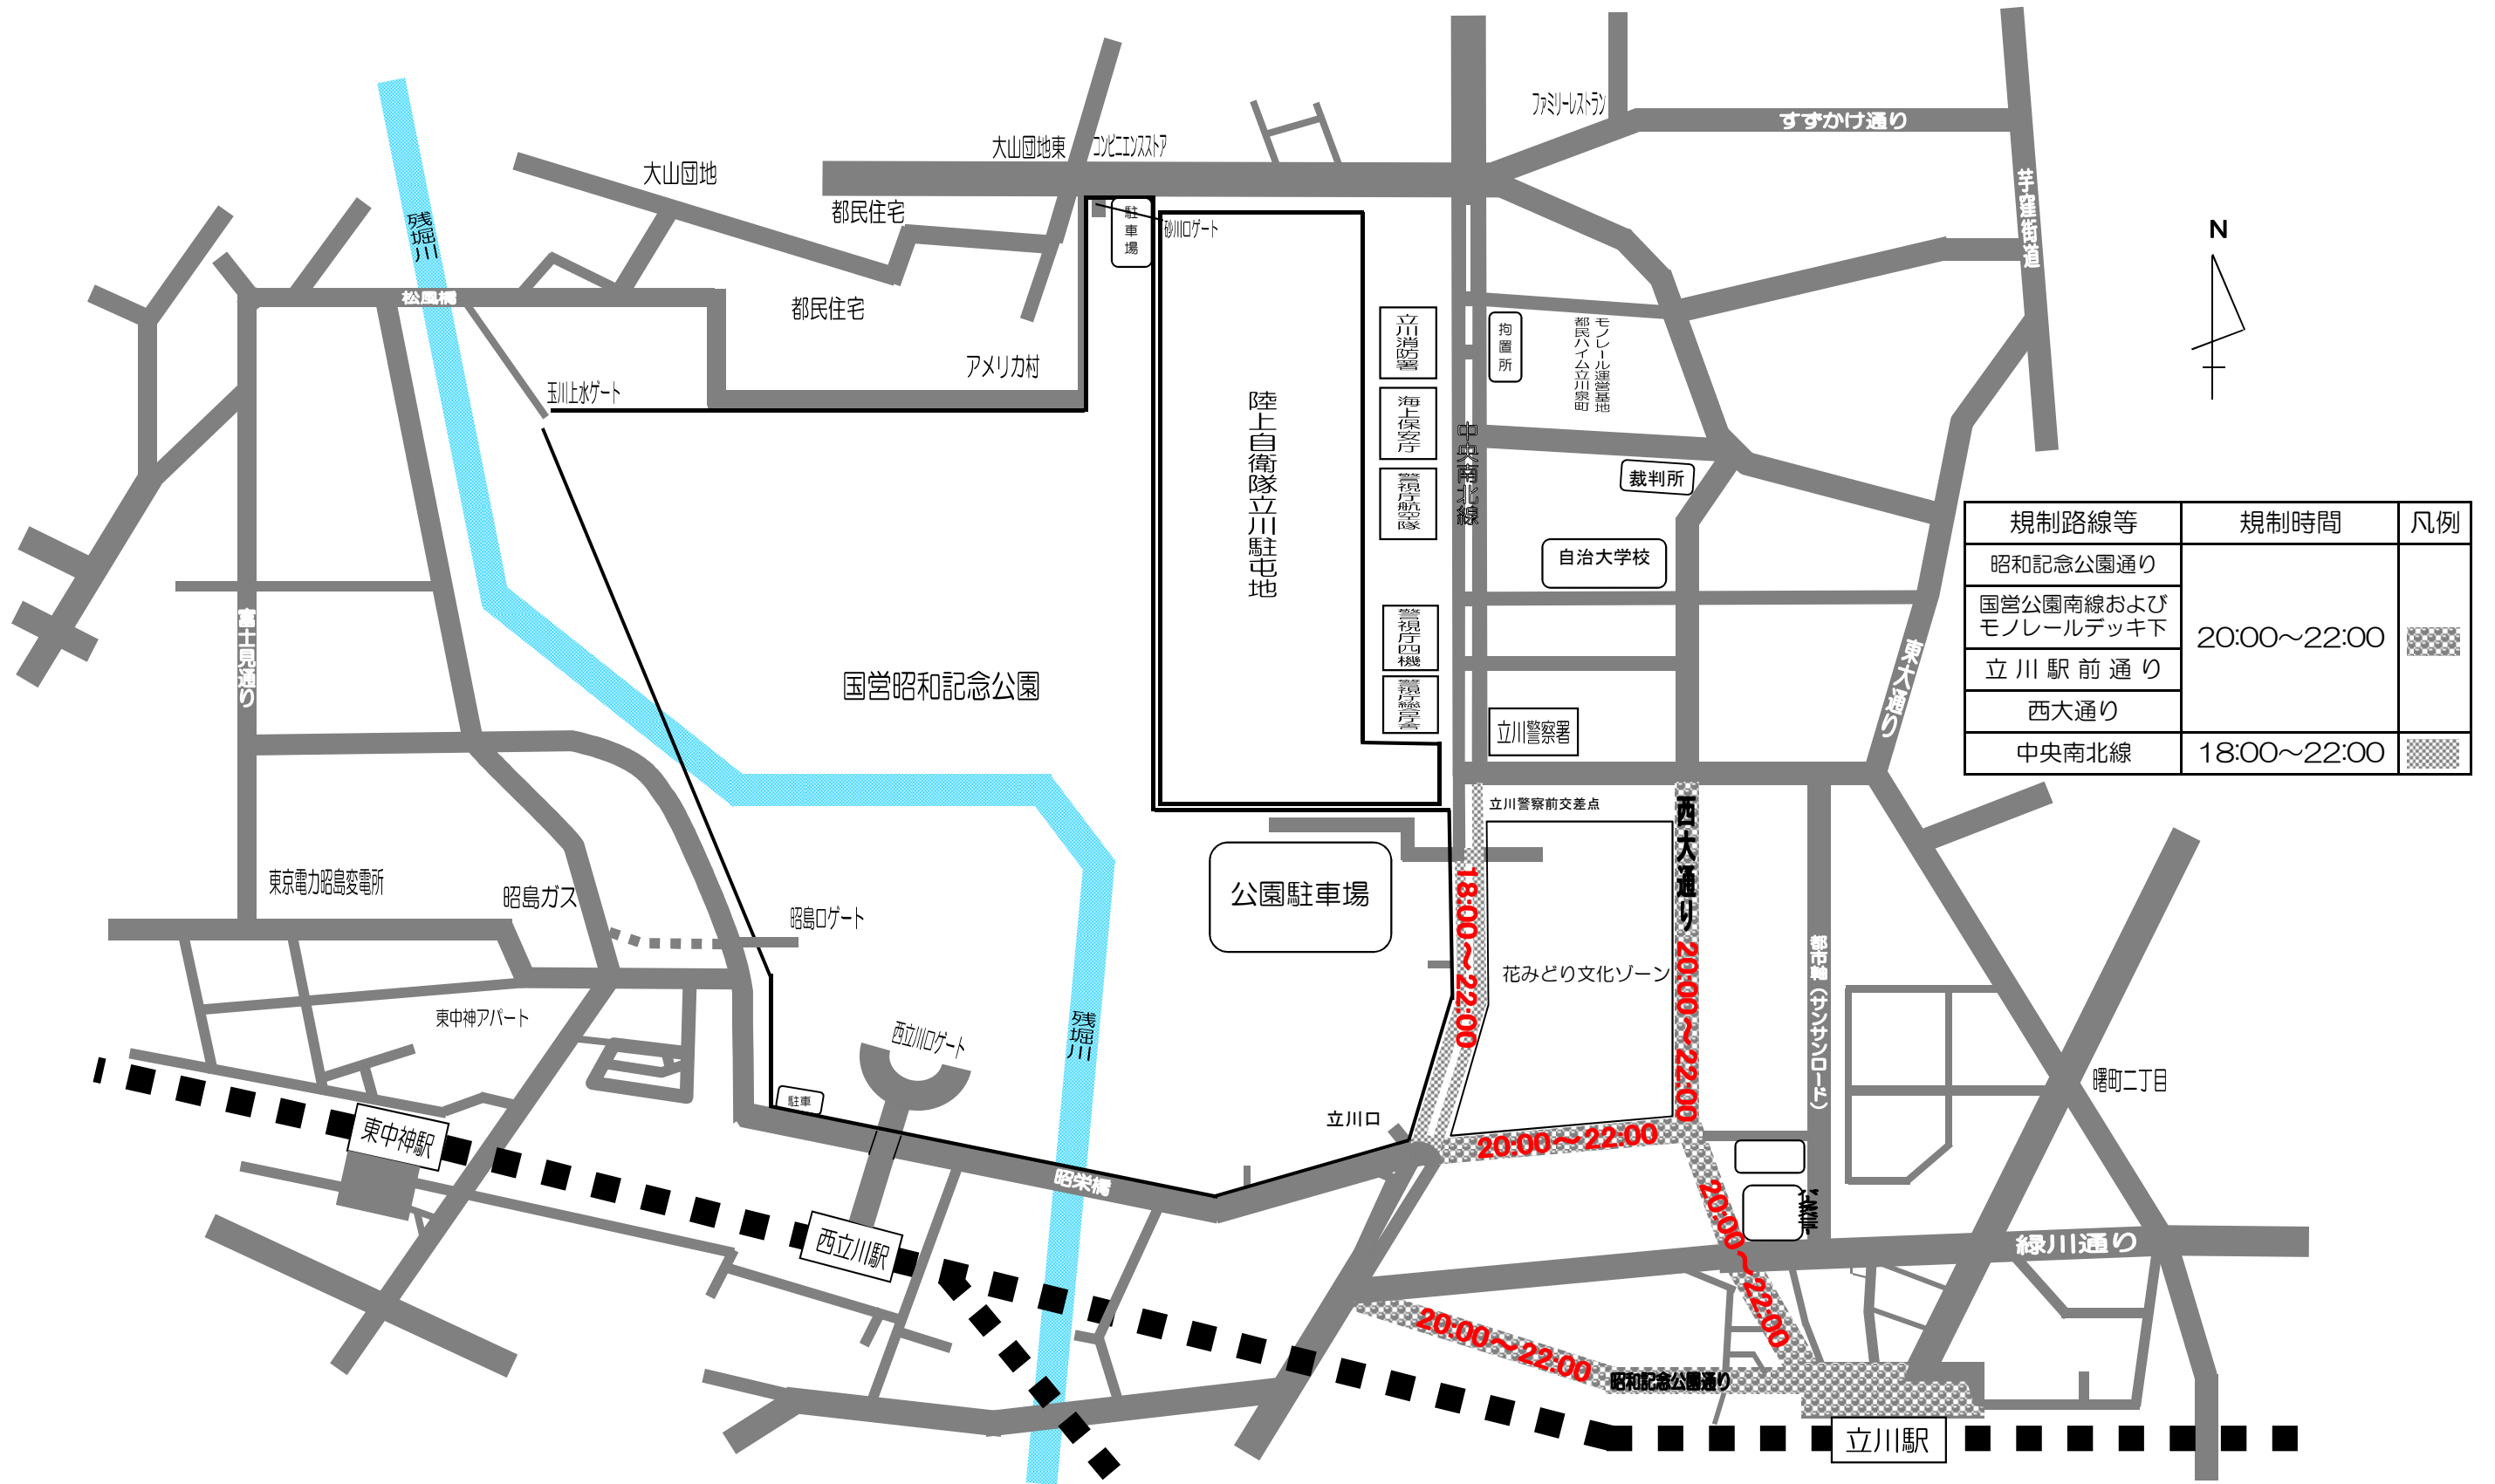 ファミリーレストラン
すずかけ通り
大山団地東
コンビニエンスストア
大山団地
芋窪街道
都民住宅
残堀川
駐車場
砂川口ゲート
N
松風橋
都民住宅
立川消防署
拘置所
モノレール運営基地
都民ハイム立川泉町
アメリカ村
玉川上水ゲート
陸上自衛隊立川駐屯地
海上保安庁
中央南北線
警視庁航空隊
裁判所
自治大学校
規制路線等 規制時間 凡例
昭和記念公園通り
国営公園南線および
モノレールデッキ下
20:00~22:00
立川駅前通り
西大通り
中央南北線 18:00~22:00
富士見通り
警視庁四機
東大通り
国営昭和記念公園
警視庁総合庁舎
立川警察署
立川警察前交差点
西大通り
東京電力昭島変電所
昭島ガス
公園駐車場
18:00~22:00
昭島口ゲート
20:00~22:00
都市軸(サンサンロード)
花みどり文化ゾーン
東中神アパート
西立川口ゲート
残堀川
曙町二丁目
駐車
立川口
東中神駅
20:00~22:00
昭栄橋
20:00~22:00
西立川駅
緑川通り
20:00~22:00
昭和記念公園通り
立川駅